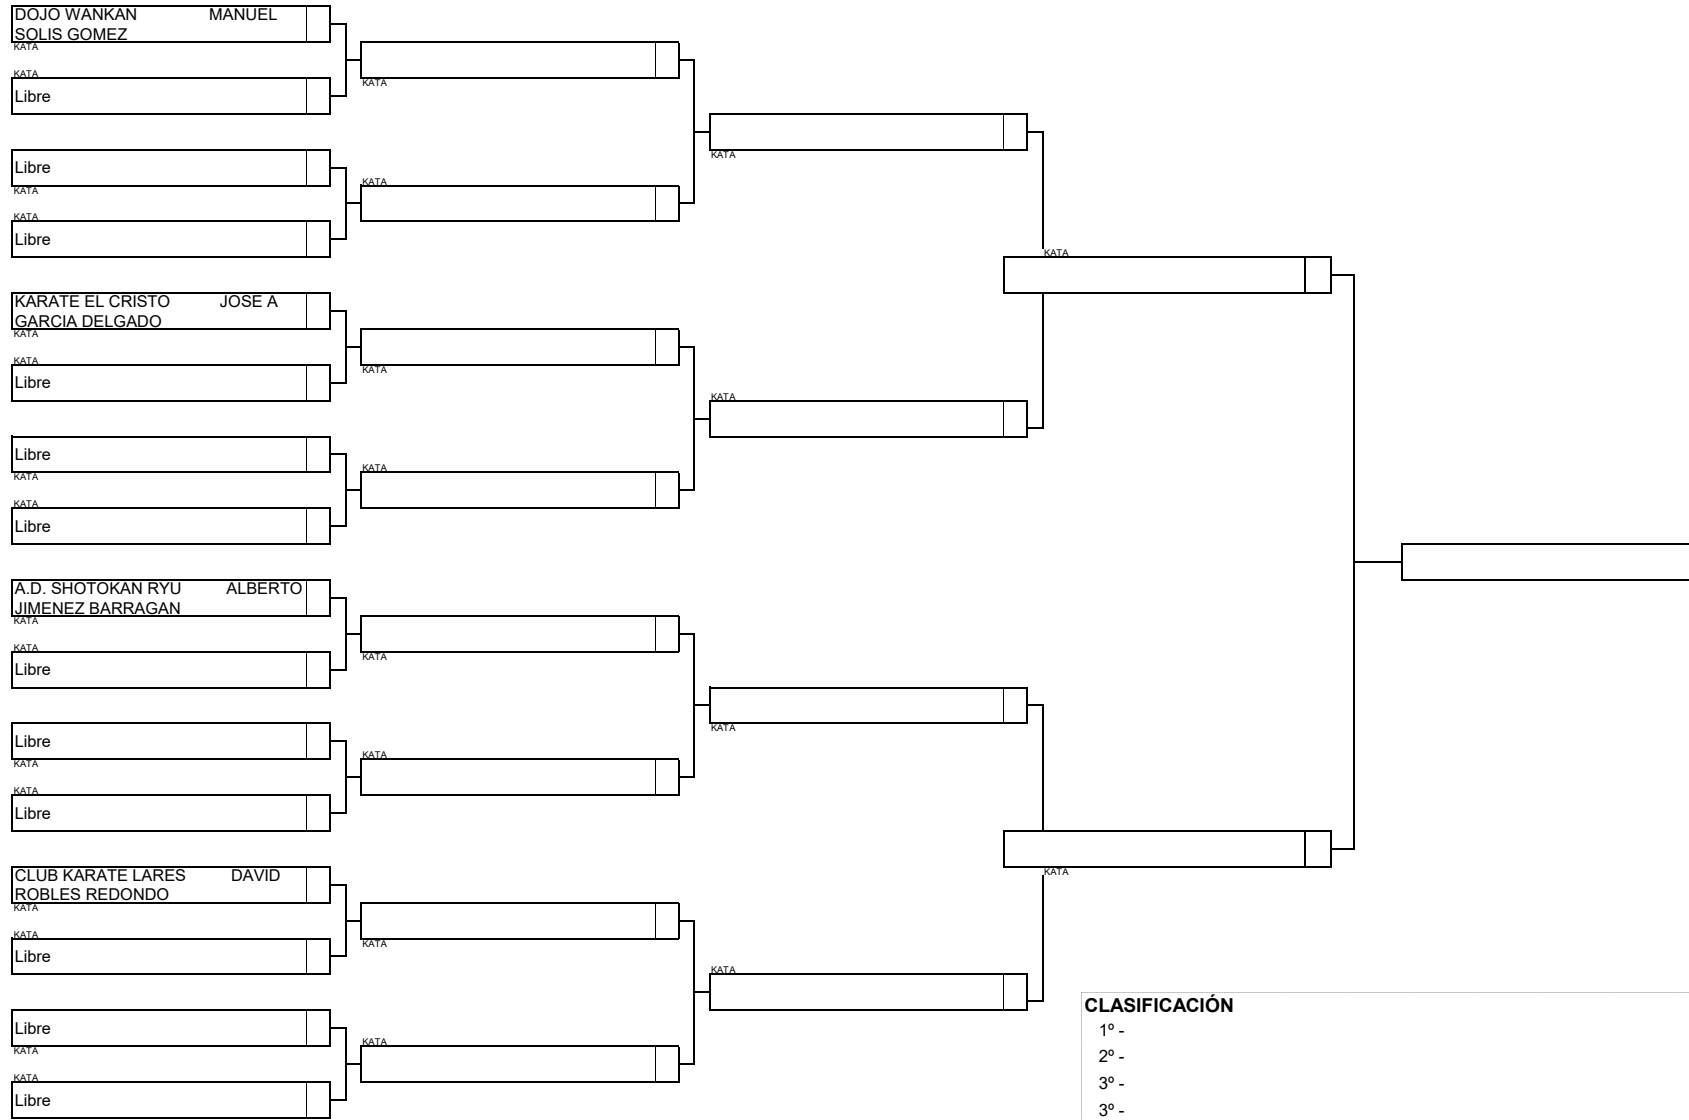 DOJO WANKAN MANUEL
SOLIS GOMEZ
KATA
KATA
Libre
KATA
Libre
KATA
KATA
KATA
Libre
KATA
KARATE EL CRISTO JOSE A
GARCIA DELGADO
KATA
KATA
Libre
KATA
KATA
Libre
KATA
KATA
KATA
Libre
A.D. SHOTOKAN RYU ALBERTO
JIMENEZ BARRAGAN
KATA
KATA
Libre
KATA
KATA
Libre
KATA
KATA
KATA
Libre
CLUB KARATE LARES DAVID
ROBLES REDONDO
KATA
KATA
KATA
Libre
KATA
KATA
Libre
KATA
KATA
KATA
Libre
CLASIFICACIÓN
1º -
2º -
3º -
3º -